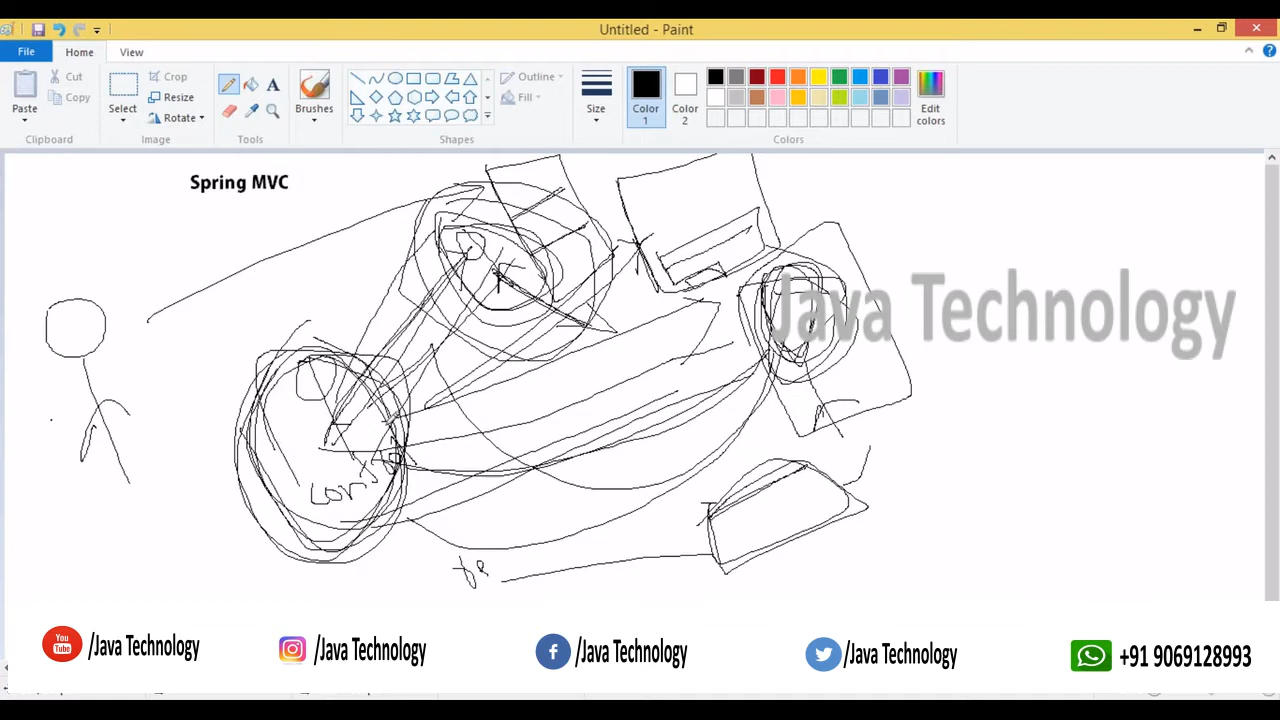 Untitled - Paint
File
Home
View
Paste
Cut
Copy
Clipboard
Select
Crop
Resize
Rotate
Image
A
Tools
Brushes
Outline
Fill
Shapes
Size
Color
1
Color
2
Edit
colors
Colors
Spring MVC
Java Technology
You
Tube
/Java Technology
/Java Technology
/Java Technology
/Java Technology
+91 9069128993